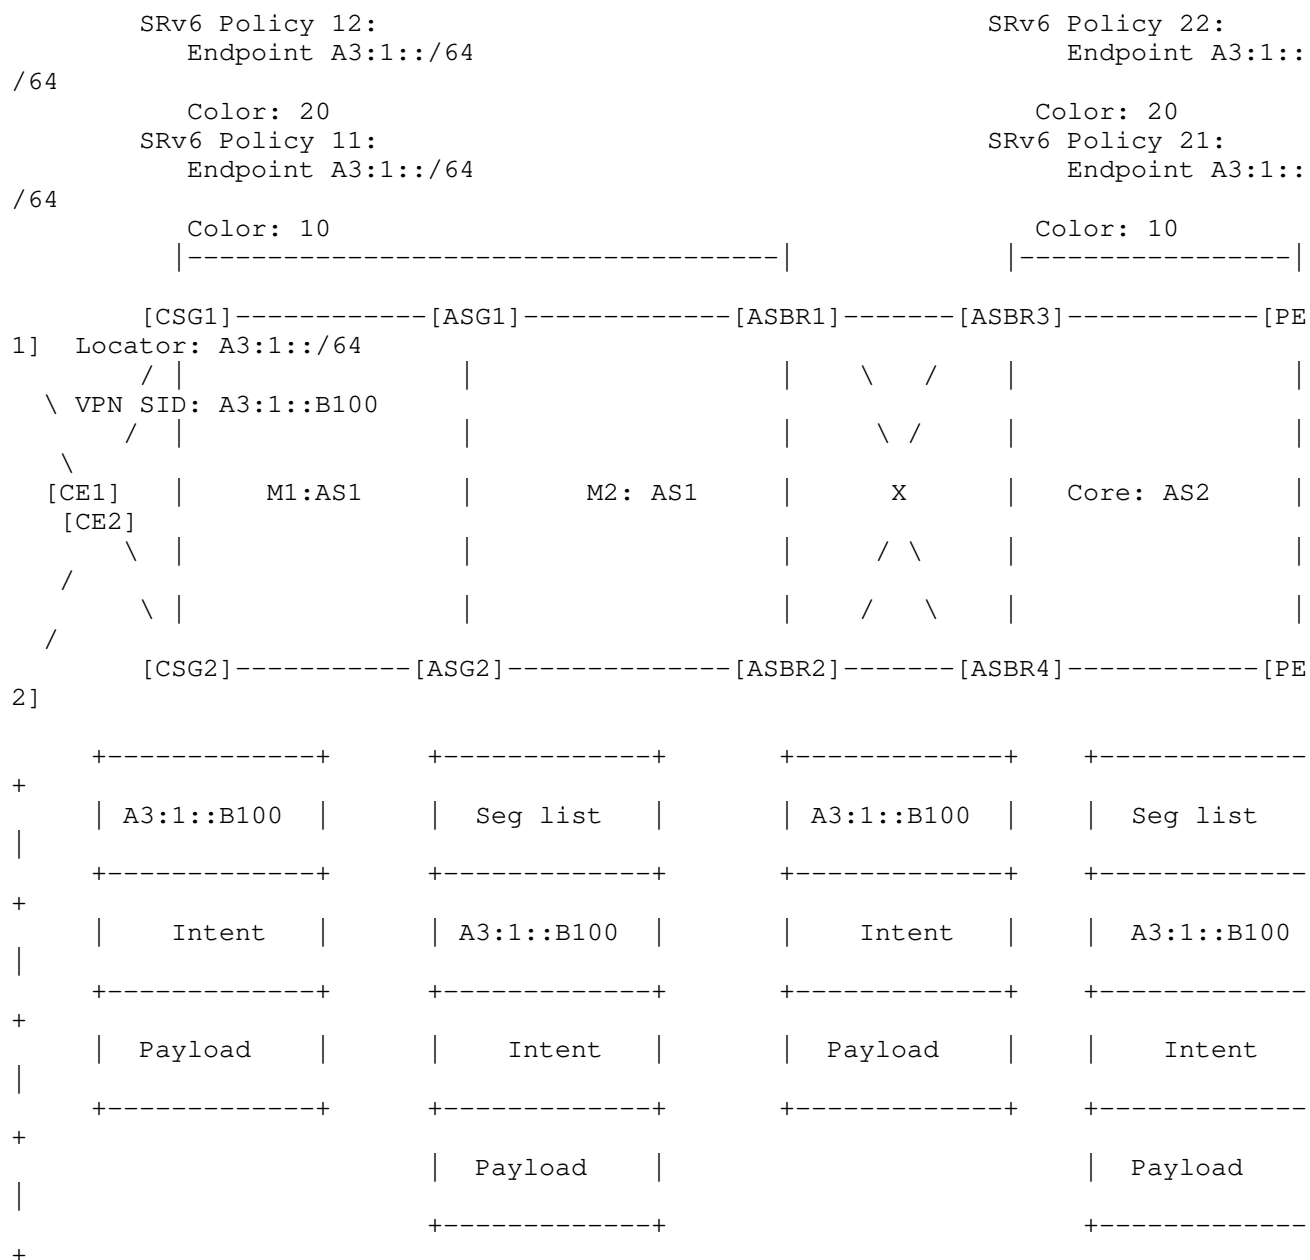 SRv6 Policy 12: SRv6 Policy 22:
Endpoint A3:1::/64 Endpoint A3:1::
/64
Color: 20 Color: 20
SRv6 Policy 11: SRv6 Policy 21:
Endpoint A3:1::/64 Endpoint A3:1::
/64
Color: 10 Color: 10
|-------------------------------------| |-----------------|
[CSG1]------------[ASG1]-------------[ASBR1]-------[ASBR3]------------[PE
1] Locator: A3:1::/64
/ | | | \ / | |
\ VPN SID: A3:1::B100
/ | | | \ / | |
\
[CE1] | M1:AS1 | M2: AS1 | X | Core: AS2 |
[CE2]
\ | | | / \ | |
/
\ | | | / \ | |
/
[CSG2]-----------[ASG2]--------------[ASBR2]-------[ASBR4]------------[PE
2]
+-------------+ +-------------+ +-------------+ +-------------
+
| A3:1::B100 | | Seg list | | A3:1::B100 | | Seg list
|
+-------------+ +-------------+ +-------------+ +-------------
+
| Intent | | A3:1::B100 | | Intent | | A3:1::B100
|
+-------------+ +-------------+ +-------------+ +-------------
+
| Payload | | Intent | | Payload | | Intent
|
+-------------+ +-------------+ +-------------+ +-------------
+
| Payload | | Payload
|
+-------------+ +-------------
+